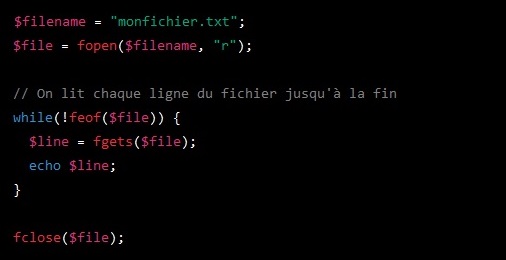 $filename = "monfichier.txt";
$file = fopen($filename, "r");
// On lit chaque ligne du fichier jusqu'à la fin
while(!feof($file)) {
$line = fgets($file);
echo $line;
}
fclose($file);